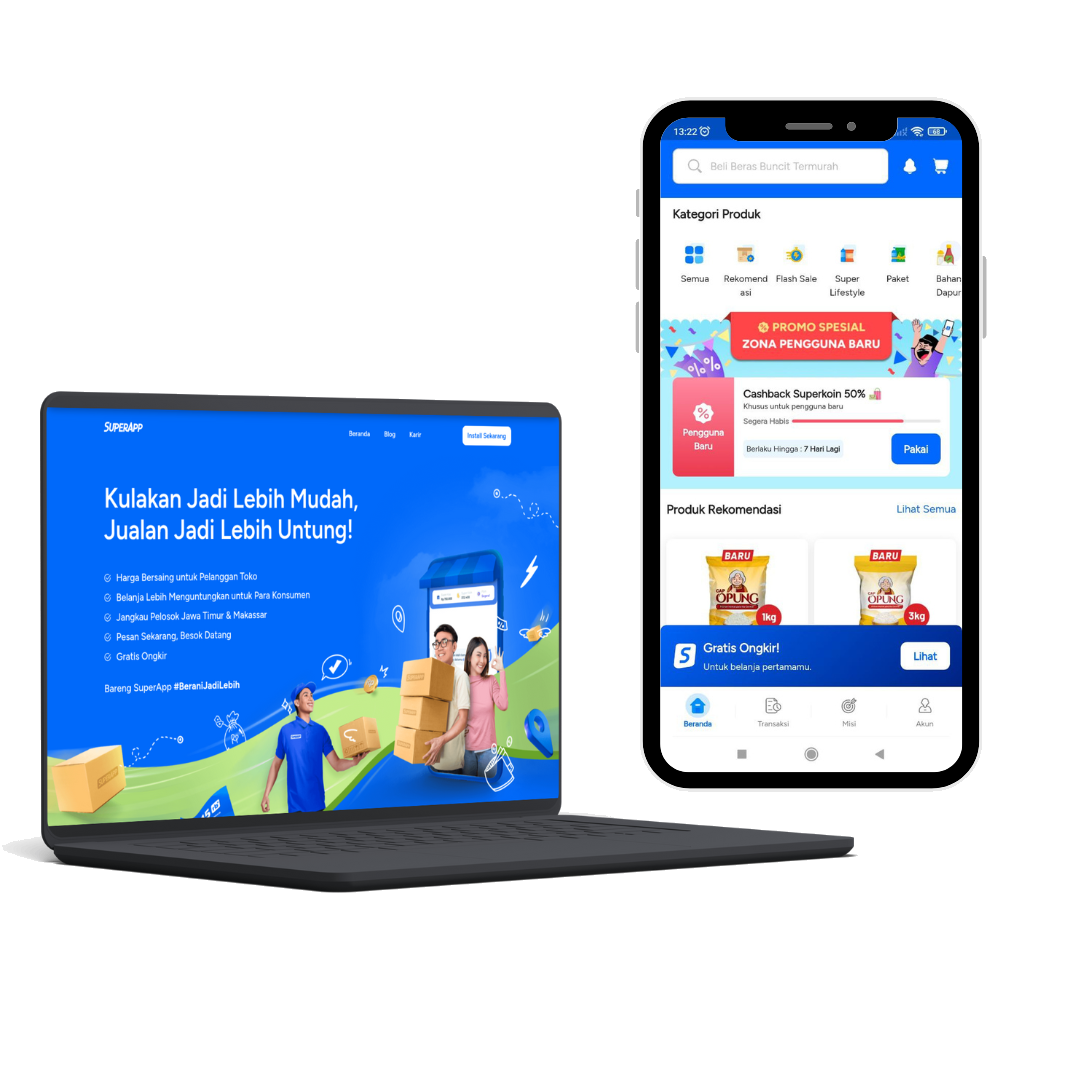 SUPERAPP
Beranda Blog Karir Install Sekarang
Kulakan Jadi Lebih Mudah,
Jualan Jadi Lebih Untung!
Harga Bersaing untuk Pelanggan Toko
Belanja Lebih Menguntungkan untuk Para Konsumen
Jangkau Pelosok Jawa Timur & Makassar
Pesan Sekarang, Besok Datang
Gratis Ongkir
Bareng SuperApp #BeraniJadiLebih
13:22
Beli Beras Buncit Termurah
Kategori Produk
Semua Rekomend Flash Sale Super Paket Bahan
asi Lifestyle Dapur
PROMO SPESIAL
ZONA PENGGUNA BARU
Cashback Superkoin 50%
Khusus untuk pengguna baru
Segera Habis
Pengguna
Baru
Berlaku Hingga : 7 Hari Lagi
Pakai
Produk Rekomendasi Lihat Semua
BARU BARU
CAP CAP
OPUNG OPUNG
1kg 3kg
S
Gratis Ongkir!
Untuk belanja pertamamu.
Lihat
Beranda Transaksi Misi Akun